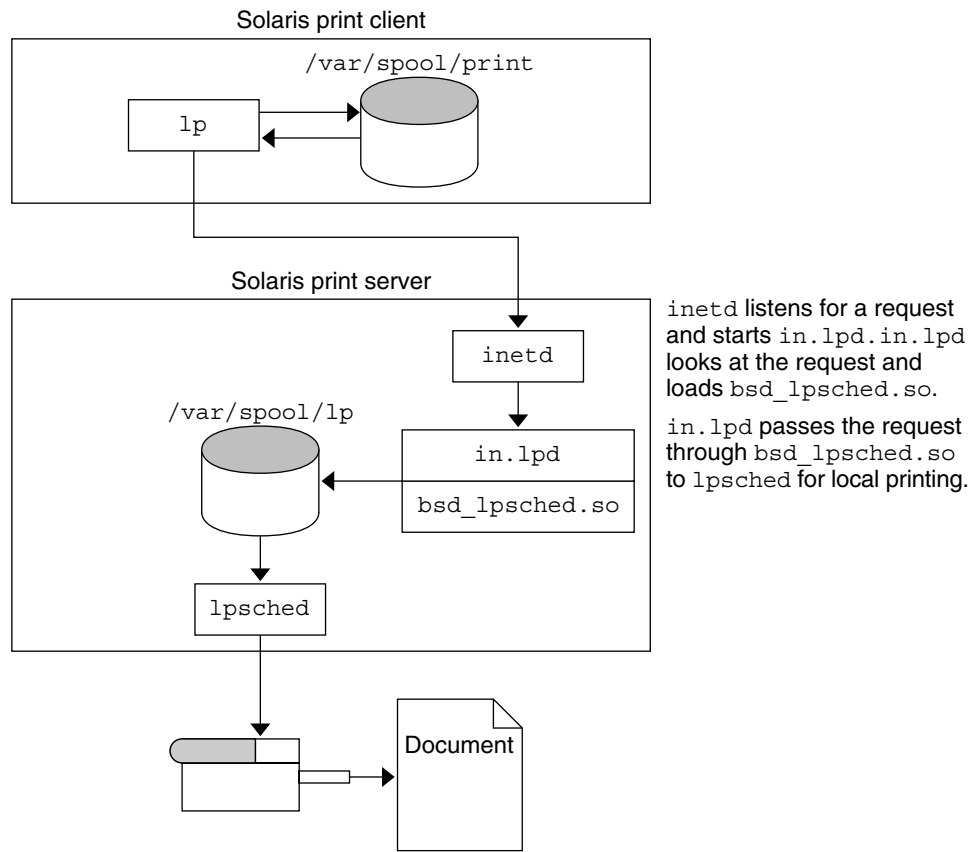 Solaris print client
/var/spool/print
lp
Solaris print server
inetd
/var/spool/lp
in.lpd
bsd_lpsched.so
lpsched
Document
inetd listens for a request
and starts in.lpd.in.lpd
looks at the request and
loads bsd_lpsched.so.
in.lpd passes the request
through bsd_lpsched.so
to lpsched for local printing.